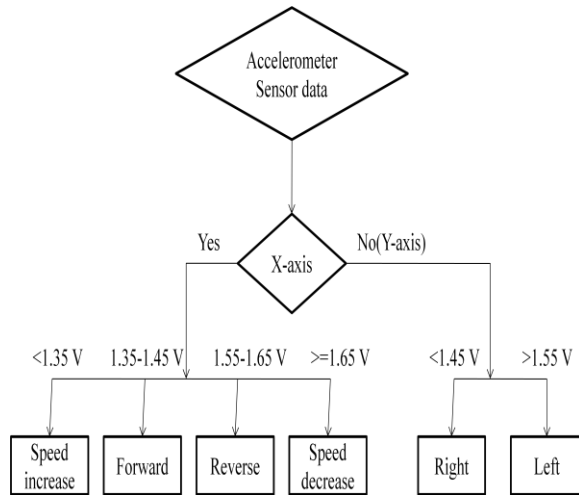 Accelerometer
Sensor data
Yes
No(Y-axis)
X-axis
<1.35 V
1.35-1.45 V
1.55-1.65 V
>=1.65 V
<1.45 V
>1.55 V
Speed
increase
Forward
Reverse
Speed
decrease
Right
Left